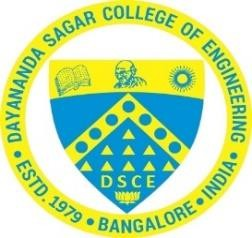 DAYANANDA SAGAR COLLEGE OF ENGINEERING
DSCE
ESTD. 1979 • BANGALORE • INDIA